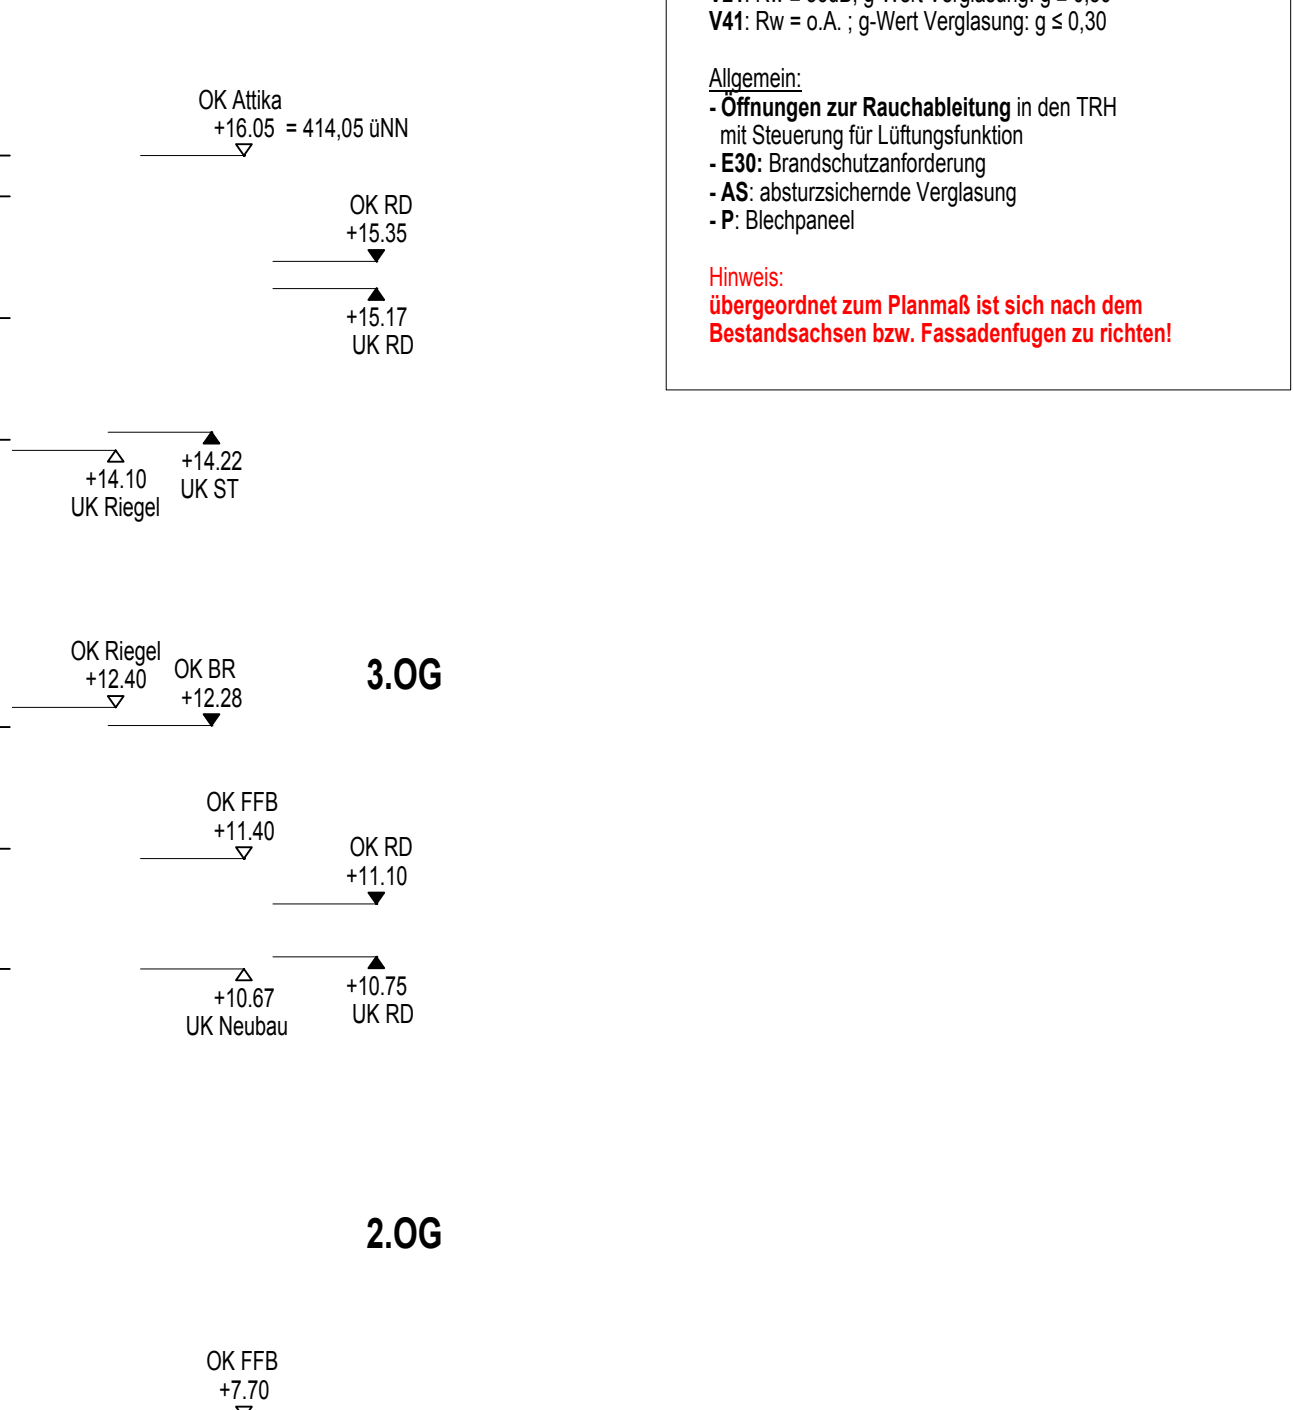 V41: Rw = o.A. ; g-Wert Verglasung: g ≤ 0,30
Allgemein:
- Öffnungen zur Rauchableitung in den TRH
mit Steuerung für Lüftungsfunktion
- E30: Brandschutzanforderung
- AS: absturzsichernde Verglasung
- P: Blechpaneel
Hinweis:
übergeordnet zum Planmaß ist sich nach dem
Bestandsachsen bzw. Fassadenfugen zu richten!
OK Attika
+16.05 = 414,05 üNN
OK RD
+15.35
+15.17
UK RD
+14.22
UK ST
+14.10
UK Riegel
OK Riegel
+12.40
OK BR
+12.28
3.OG
OK FFB
+11.40
OK RD
+11.10
+10.67
UK Neubau
+10.75
UK RD
2.OG
OK FFB
+7.70